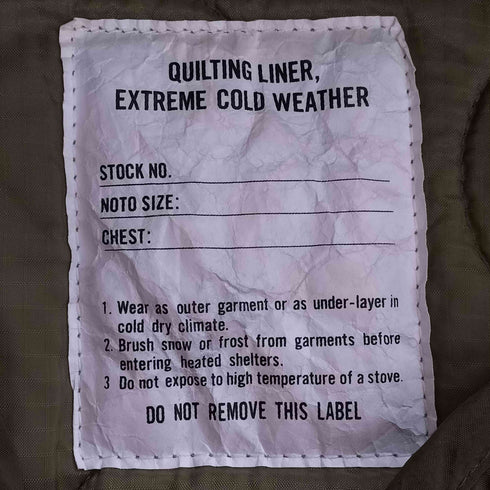 QUILTING LINER,
EXTREME COLD WEATHER
STOCK NO.
NOTO SIZE:
CHEST:
1. Wear as outer garment or as under-layer in
cold dry climate.
2. Brush snow or frost from garments before
entering heated shelters.
3 Do not expose to high temperature of a stove.
DO NOT REMOVE THIS LABEL